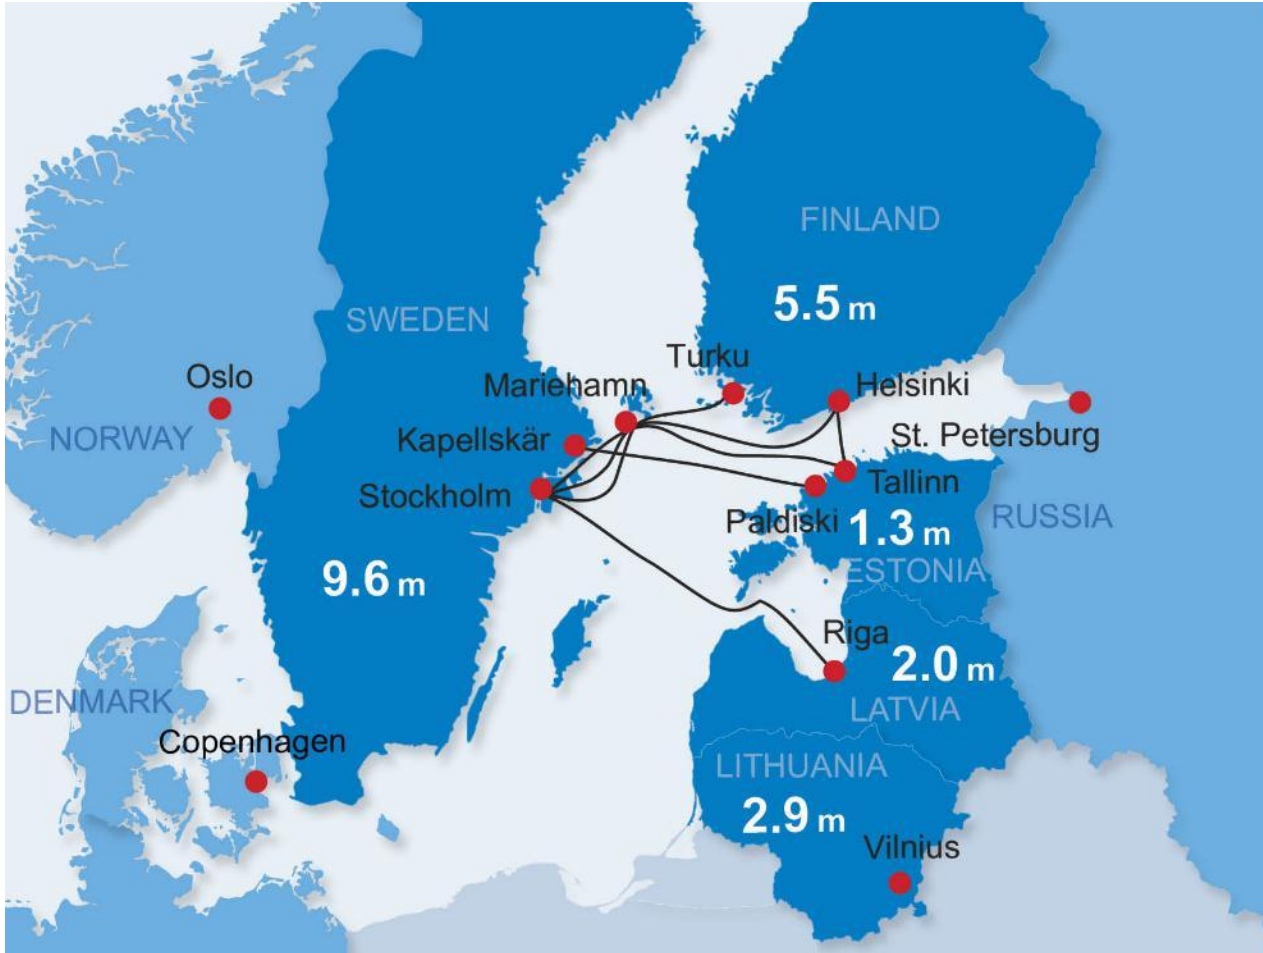 FINLAND
5.5 m
SWEDEN
Turku
Oslo
Mariehamn
Helsinki
NORWAY
Kapellskär
St. Petersburg
Stockholm
Tallinn
Paldiski
1.3 m
RUSSIA
9.6 m
ESTONIA
Riga
2.0 m
DENMARK
LATVIA
Copenhagen
LITHUANIA
2.9 m
Vilnius